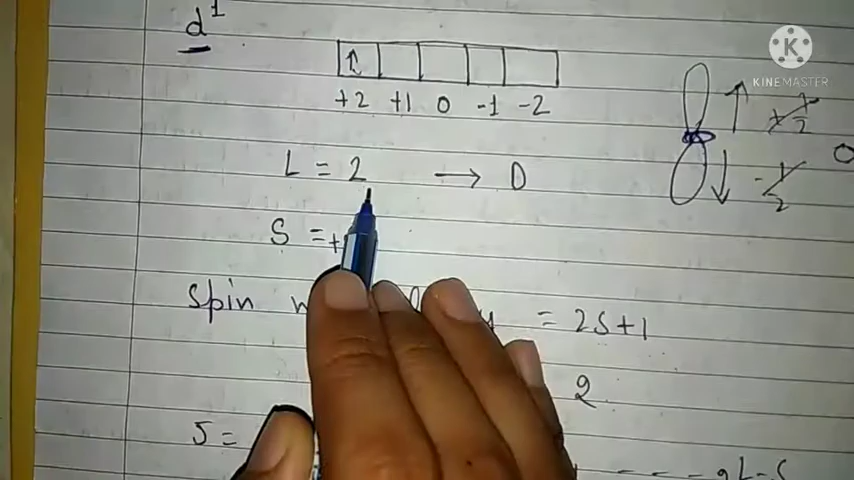 d¹
↑
+2 +1 0 -1 -2
+1/2
-1/2
L = 2 → D
S = +
Spin = 2S+1
2
J =
- - - - L-S
K
KINEMASTER